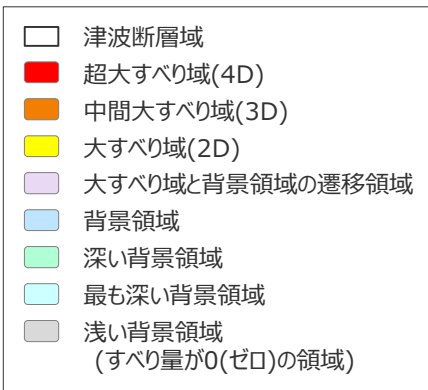 津波断層域
超大すべり域(4D)
中間大すべり域(3D)
大すべり域(2D)
大すべり域と背景領域の遷移領域
背景領域
深い背景領域
最も深い背景領域
浅い背景領域
(すべり量が0(ゼロ)の領域)